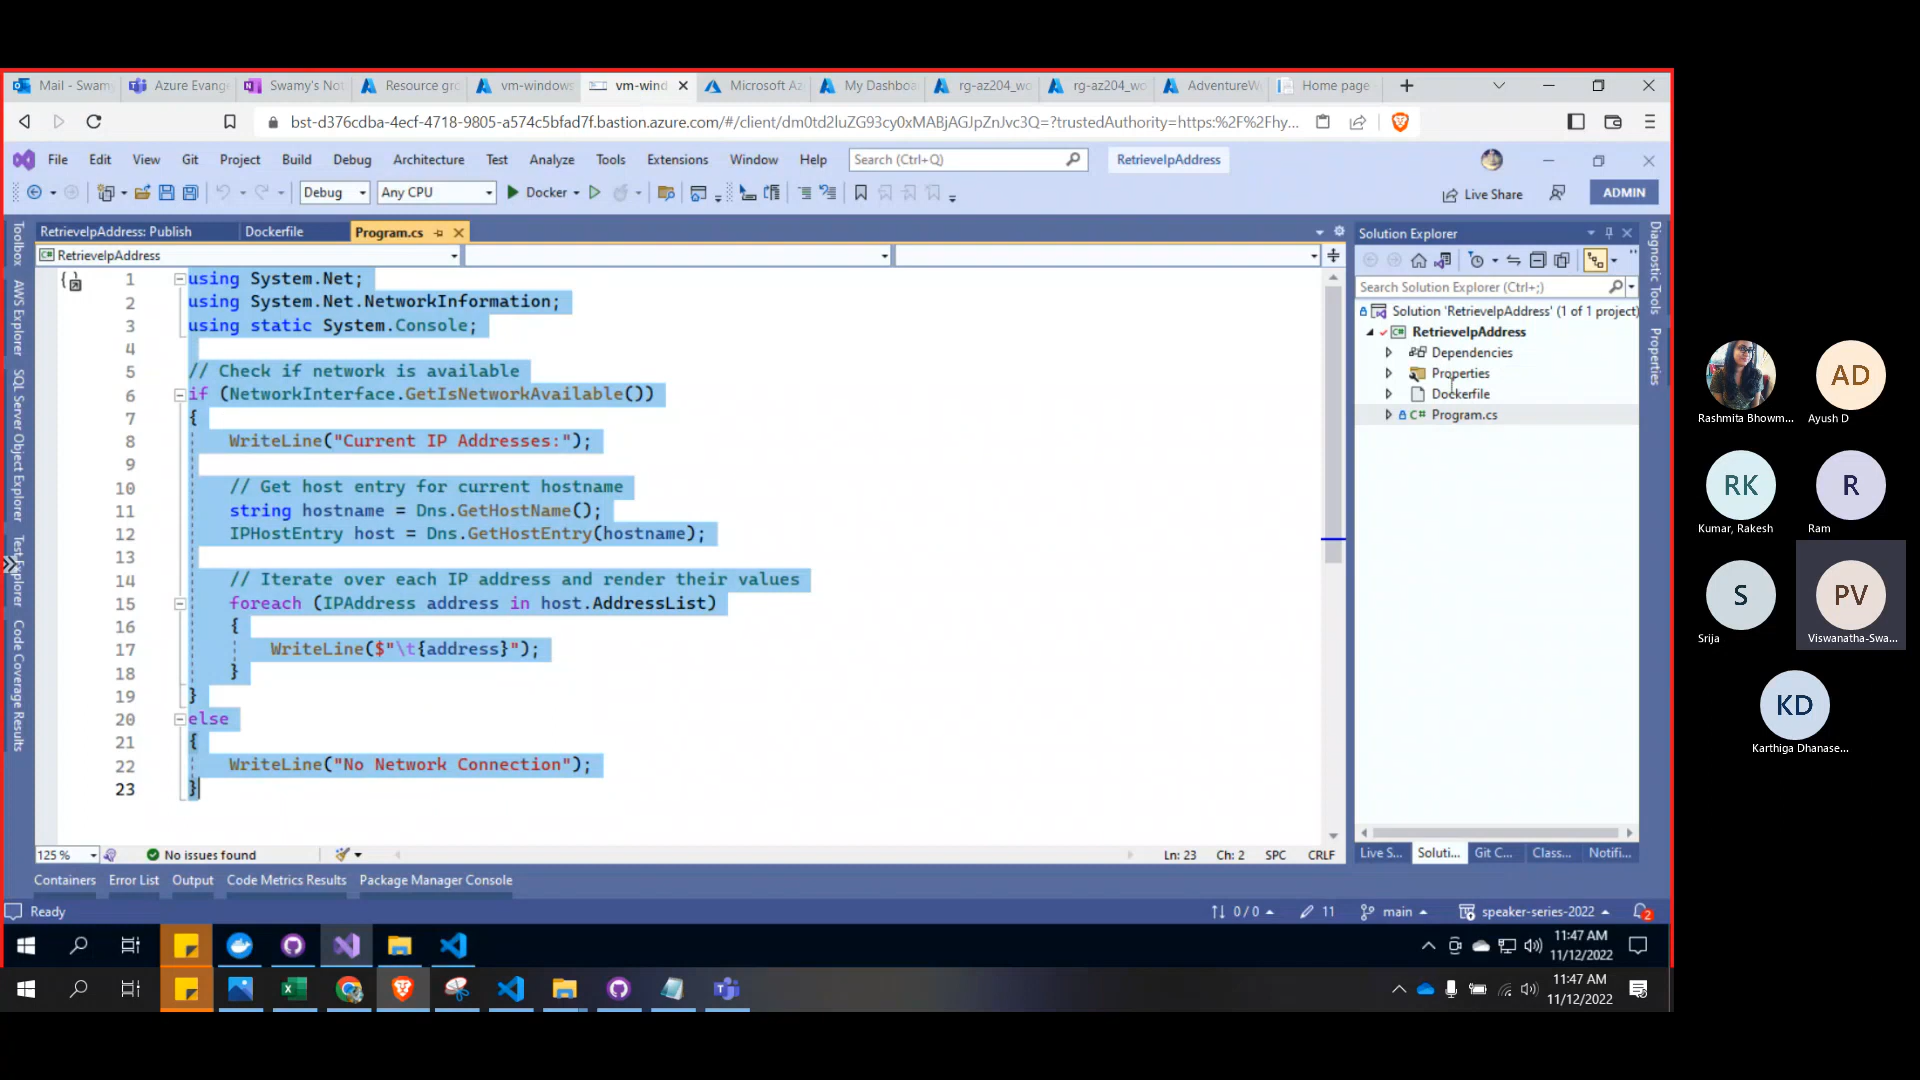 Mail - Swam
Azure Evang
Swamy's Not
Resource gro
vm-windows
vm-wind
Microsoft Az
My Dashboa
rg-az204_wo
rg-az204_wo
AdventureW
Home page
bst-d376cdba-4ecf-4718-9805-a574c5bfad7f.bastion.azure.com/#/client/dm0td2luZG93cy0xMABjAGJpZnJvc3Q=?trustedAuthority=https:%2F%2Fhy...
File Edit View Git Project Build Debug Architecture Test Analyze Tools Extensions Window Help
Search (Ctrl+Q)
RetrieveIpAddress
Debug
Any CPU
Docker
Live Share
ADMIN
RetrieveIpAddress: Publish
Dockerfile
Program.cs
RetrieveIpAddress
1 using System.Net;
2 using System.Net.NetworkInformation;
3 using static System.Console;
4
5 // Check if network is available
6 if (NetworkInterface.GetIsNetworkAvailable())
7 {
8 WriteLine("Current IP Addresses:");
9
10 // Get host entry for current hostname
11 string hostname = Dns.GetHostName();
12 IPHostEntry host = Dns.GetHostEntry(hostname);
13
14 // Iterate over each IP address and render their values
15 foreach (IPAddress address in host.AddressList)
16 {
17 WriteLine($"\t{address}");
18 }
19 }
20 else
21 {
22 WriteLine("No Network Connection");
23 }
Toolbox
AWS Explorer
SQL Server Object Explorer
Test Explorer
Code Coverage Results
125 %
No issues found
Ln: 23
Ch: 2
SPC
CRLF
Containers
Error List
Output
Code Metrics Results
Package Manager Console
Solution Explorer
Search Solution Explorer (Ctrl+;)
Solution 'RetrieveIpAddress' (1 of 1 project)
RetrieveIpAddress
Dependencies
Properties
Dockerfile
Program.cs
Live S...
Soluti...
Git C...
Class...
Notifi...
Diagnostic Tools
Properties
Ready
0 / 0
11
main
speaker-series-2022
2
11:47 AM
11/12/2022
11:47 AM
11/12/2022
Rashmita Bhowm...
AD
Ayush D
RK
Kumar, Rakesh
R
Ram
S
Srija
PV
Viswanatha-Swa...
KD
Karthiga Dhanase...